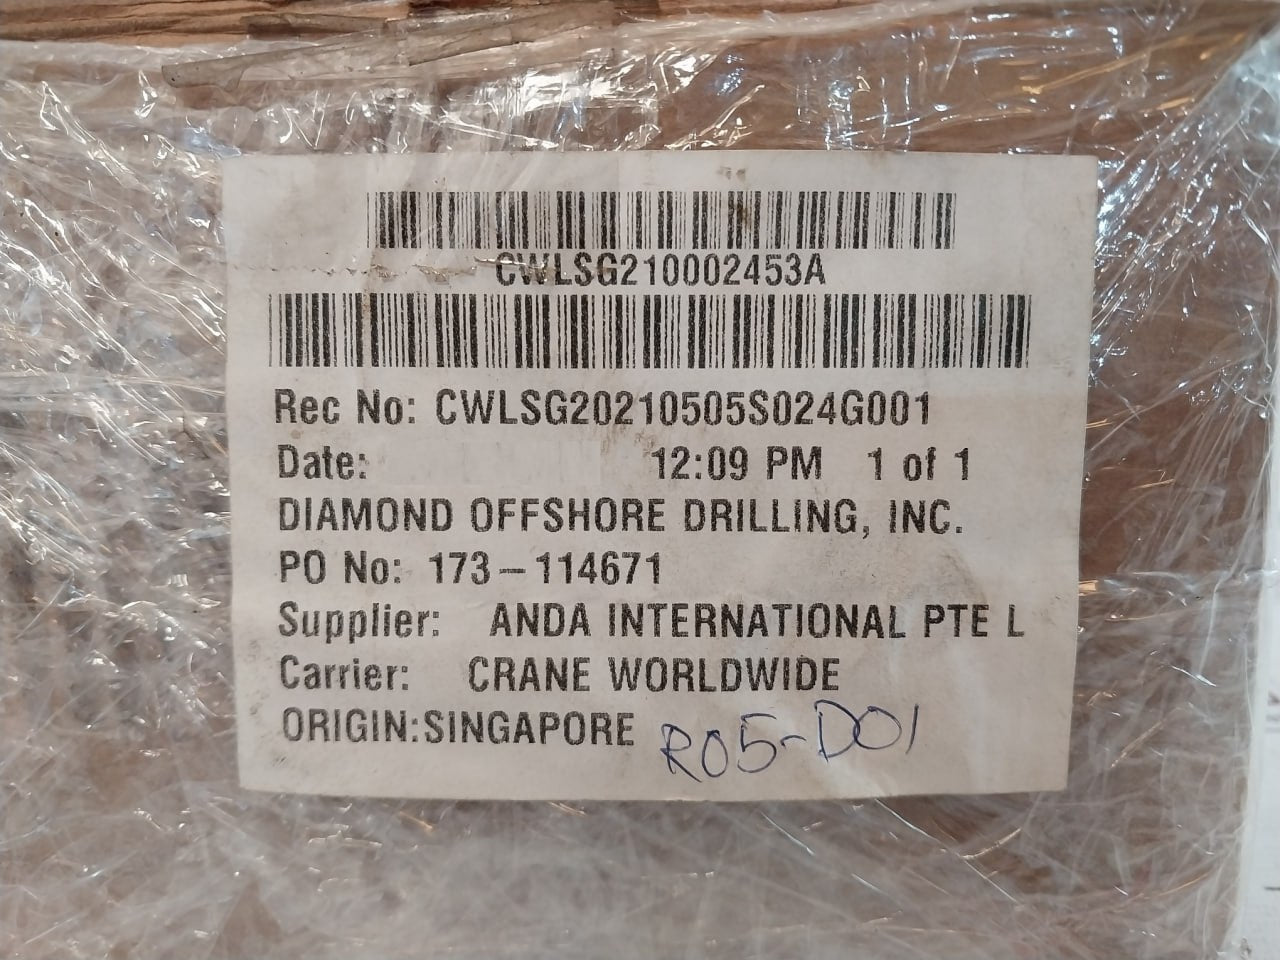 CWLSG210002453A
Rec No: CWLSG20210505S024G001
Date: 12:09 PM 1 of 1
DIAMOND OFFSHORE DRILLING, INC.
PO No: 173-114671
Supplier: ANDA INTERNATIONAL PTE L
Carrier: CRANE WORLDWIDE
ORIGIN:SINGAPORE R05-D01